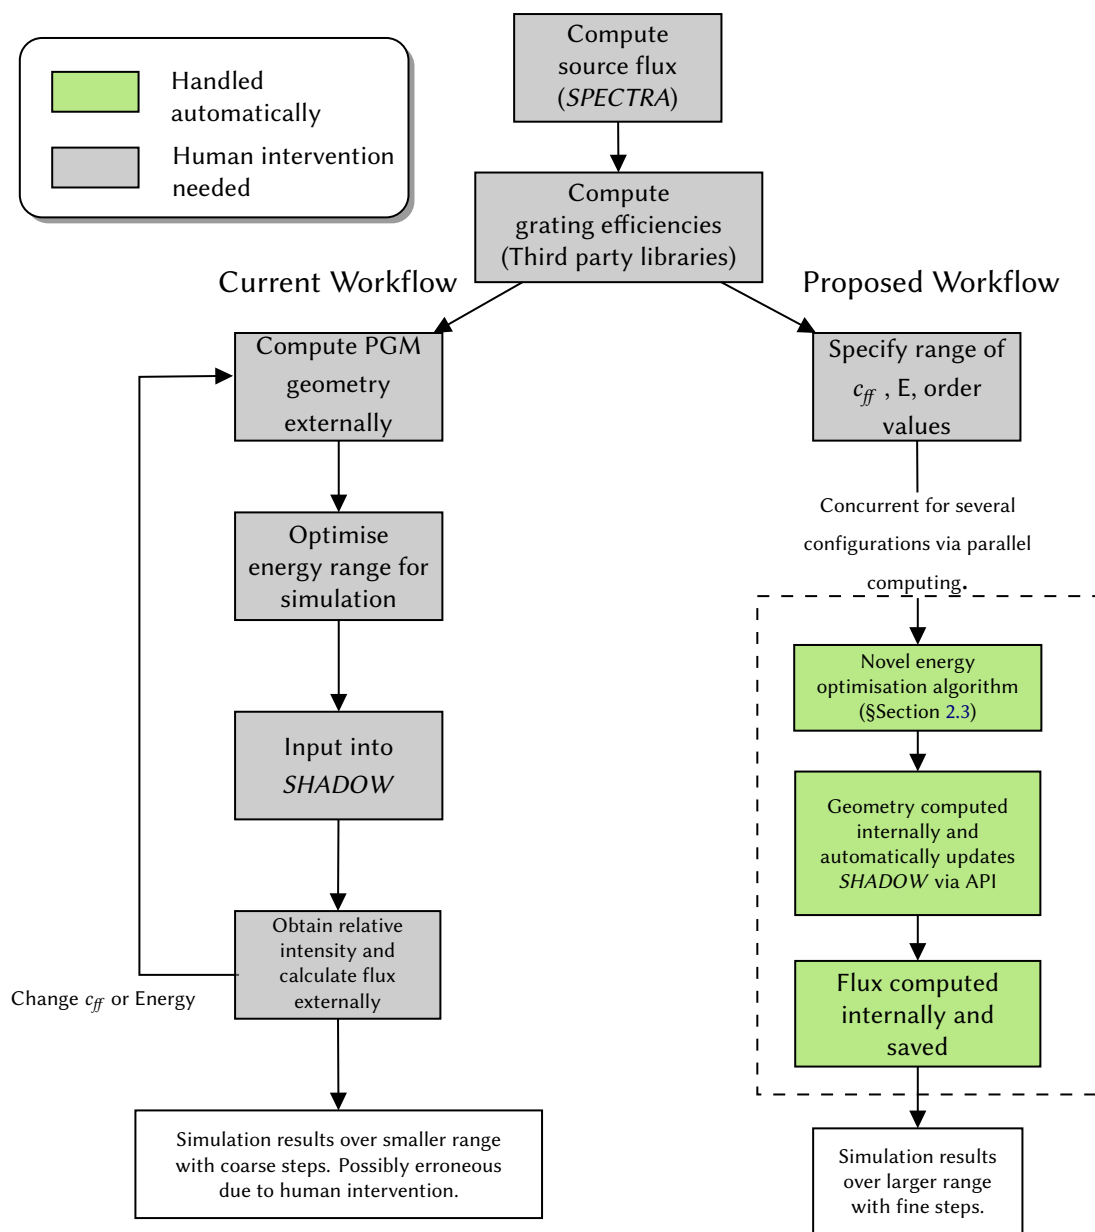 Handled
automatically
Human intervention
needed
Compute
source flux
(SPECTRA)
Compute
grating efficiencies
(Third party libraries)
Current Workflow
Proposed Workflow
Compute PGM
geometry
externally
Optimise
energy range for
simulation
Input into
SHADOW
Obtain relative
intensity and
calculate flux
externally
Change cff or Energy
Simulation results over smaller range
with coarse steps. Possibly erroneous
due to human intervention.
Specify range of
cff , E, order
values
Concurrent for several
configurations via parallel
computing.
Novel energy
optimisation algorithm
(§Section 2.3)
Geometry computed
internally and
automatically updates
SHADOW via API
Flux computed
internally and
saved
Simulation results
over larger range
with fine steps.